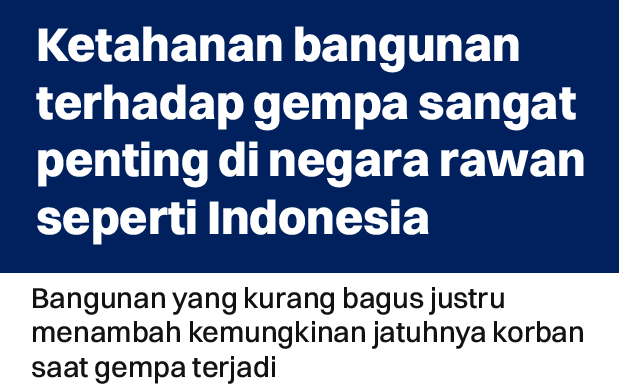 Ketahanan bangunan
terhadap gempa sangat
penting di negara rawan
seperti Indonesia
Bangunan yang kurang bagus justru
menambah kemungkinan jatuhnya korban
saat gempa terjadi